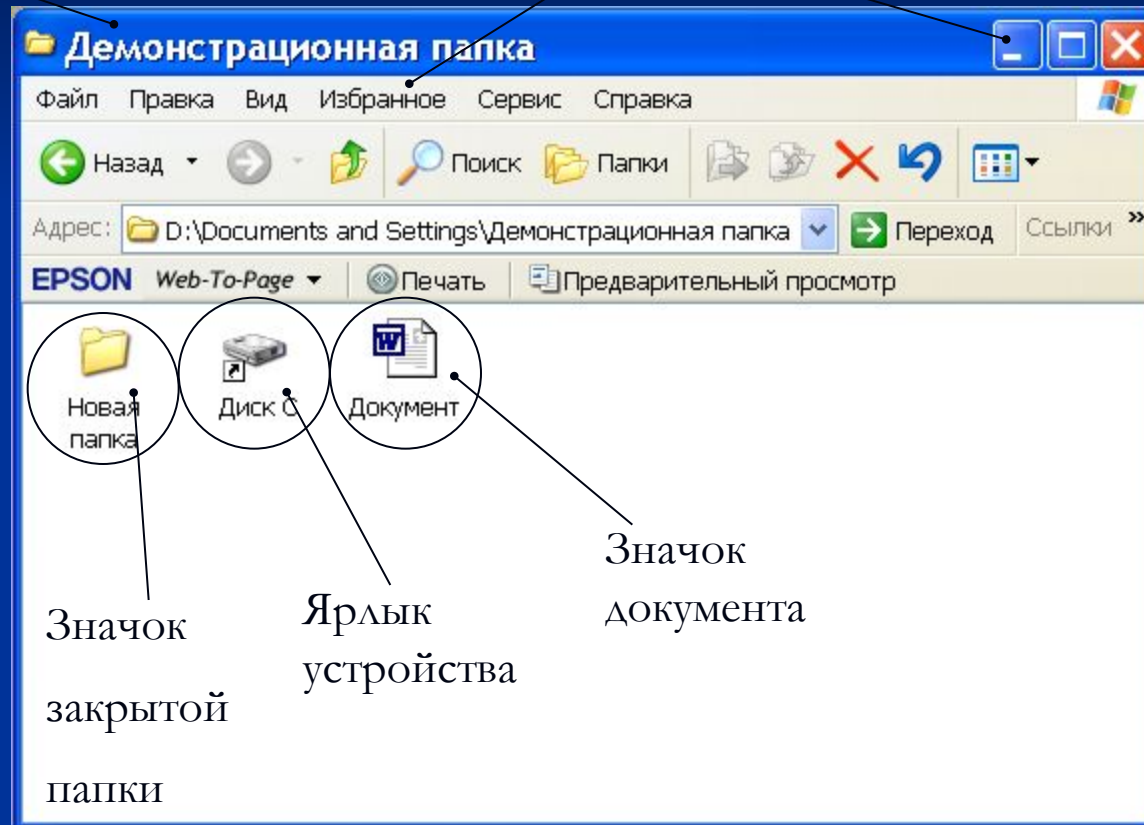 Демонстрационная папка
Файл Правка Вид Избранное Сервис Справка
Назад Поиск Папки
Адрес: D:\Documents and Settings\Демонстрационная папка Переход Ссылки »
EPSON Web-To-Page Печать Предварительный просмотр
Новая
папка
Диск C
Документ
Значок
закрытой
папки
Ярлык
устройства
Значок
документа